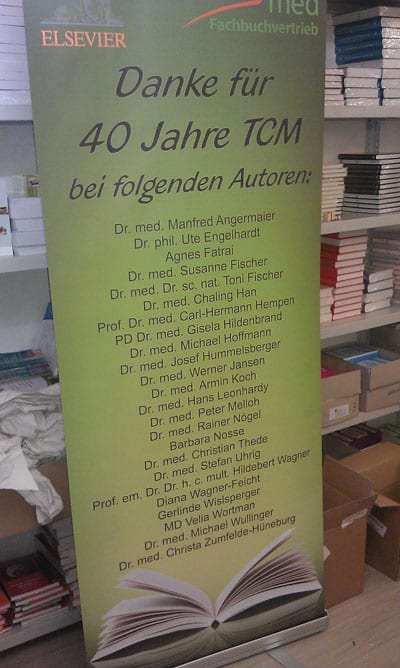 ELSEVIER
med
Fachbuchvertrieb
Danke für
40 Jahre TCM
bei folgenden Autoren:
Dr. med. Manfred Angermaier
Dr. phil. Ute Engelhardt
Agnes Fatrai
Dr. med. Susanne Fischer
Dr. med. Dr. sc. nat. Toni Fischer
Dr. med. Chaling Han
Prof. Dr. med. Carl-Hermann Hempen
PD Dr. med. Gisela Hildenbrand
Dr. med. Michael Hoffmann
Dr. med. Josef Hummelsberger
Dr. med. Werner Jansen
Dr. med. Armin Koch
Dr. med. Hans Leonhardy
Dr. med. Peter Melloh
Dr. med. Rainer Nögel
Barbara Nosse
Dr. med. Christian Thede
Dr. med. Stefan Uhrig
Prof. em. Dr. Dr. h. c. mult. Hildebert Wagner
Diana Wagner-Feicht
Gerlinde Wislsperger
MD Velia Wortman
Dr. med. Michael Wullinger
Dr. med. Christa Zumfelde-Hüneburg